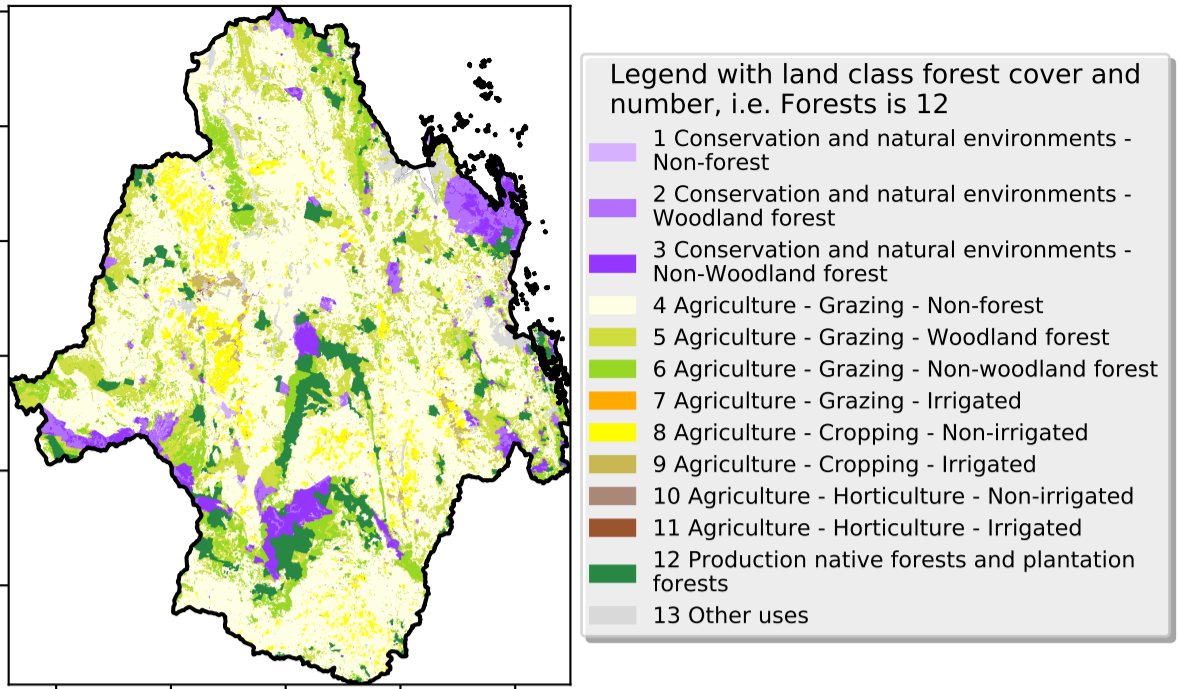 Legend with land class forest cover and
number, i.e. Forests is 12
1 Conservation and natural environments -
Non-forest
2 Conservation and natural environments -
Woodland forest
3 Conservation and natural environments -
Non-Woodland forest
4 Agriculture - Grazing - Non-forest
5 Agriculture - Grazing - Woodland forest
6 Agriculture - Grazing - Non-woodland forest
7 Agriculture - Grazing - Irrigated
8 Agriculture - Cropping - Non-irrigated
9 Agriculture - Cropping - Irrigated
10 Agriculture - Horticulture - Non-irrigated
11 Agriculture - Horticulture - Irrigated
12 Production native forests and plantation
forests
13 Other uses